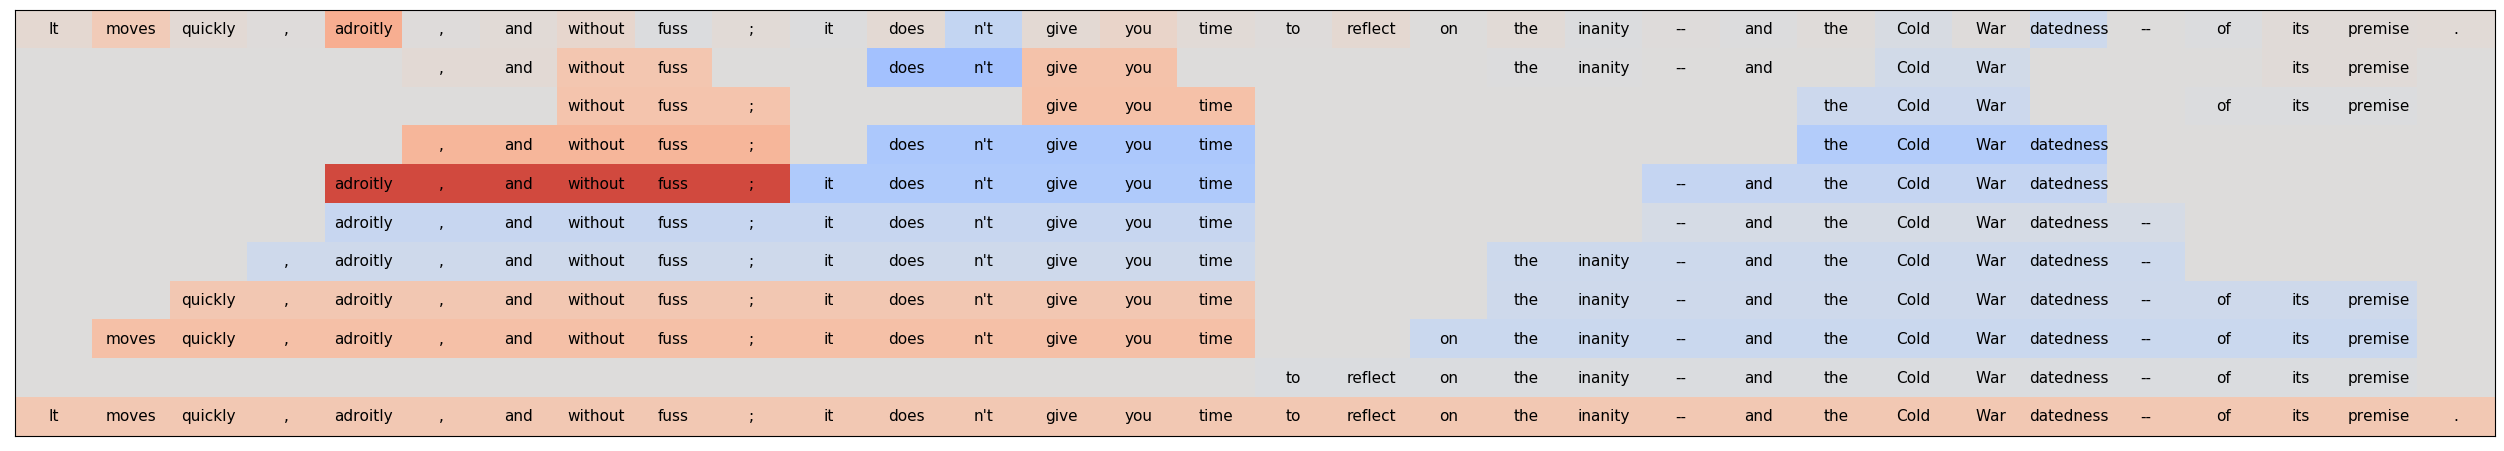 It moves quickly , adroitly , and without fuss ; it does n't give you time to reflect on the inanity -- and the Cold War datedness -- of its premise .
, and without fuss does n't give you the inanity -- and Cold War its premise
without fuss ; give you time the Cold War of its premise
, and without fuss ; does n't give you time the Cold War datedness
adroitly , and without fuss ; it does n't give you time -- and the Cold War datedness
adroitly , and without fuss ; it does n't give you time -- and the Cold War datedness --
, adroitly , and without fuss ; it does n't give you time the inanity -- and the Cold War datedness --
quickly , adroitly , and without fuss ; it does n't give you time the inanity -- and the Cold War datedness -- of its premise
moves quickly , adroitly , and without fuss ; it does n't give you time on the inanity -- and the Cold War datedness -- of its premise
to reflect on the inanity -- and the Cold War datedness -- of its premise
It moves quickly , adroitly , and without fuss ; it does n't give you time to reflect on the inanity -- and the Cold War datedness -- of its premise .